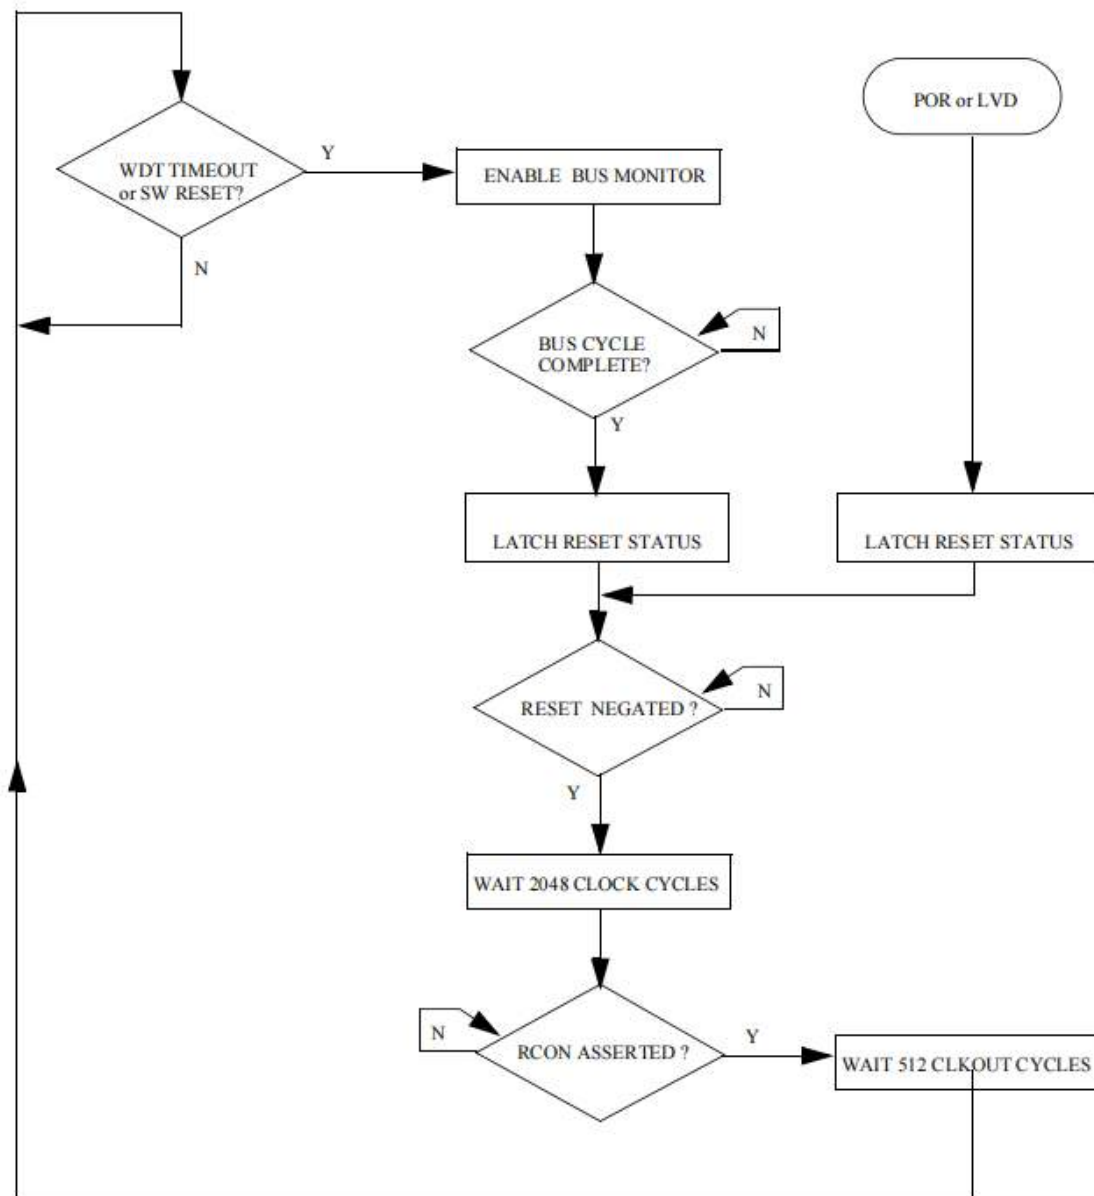 POR or LVD
WDT TIMEOUT
or SW RESET?
Y
ENABLE BUS MONITOR
N
BUS CYCLE
COMPLETE?
N
Y
LATCH RESET STATUS
LATCH RESET STATUS
RESET NEGATED ?
N
Y
WAIT 2048 CLOCK CYCLES
N
RCON ASSERTED ?
Y
WAIT 512 CLKOUT CYCLES